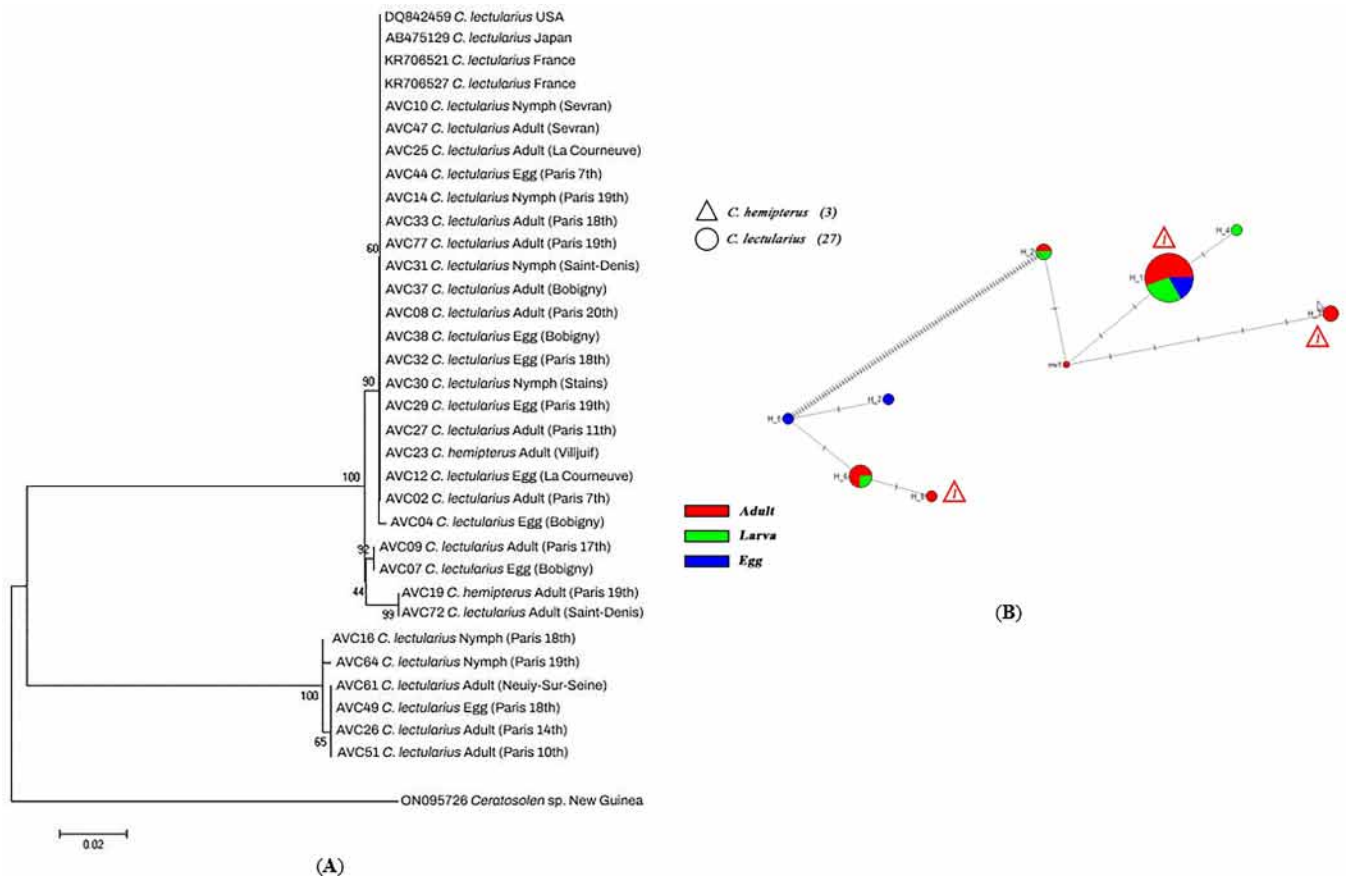 DQ842459 C. lectularius USA
AB475129 C. lectularius Japan
KR706521 C. lectularius France
KR706527 C. lectularius France
AVC10 C. lectularius Nymph (Sevran)
AVC47 C. lectularius Adult (Sevran)
AVC25 C. lectularius Adult (La Courneuve)
AVC44 C. lectularius Egg (Paris 7th)
AVC14 C. lectularius Nymph (Paris 19th)
AVC33 C. lectularius Adult (Paris 18th)
AVC77 C. lectularius Adult (Paris 19th)
60
AVC31 C. lectularius Nymph (Saint-Denis)
AVC37 C. lectularius Adult (Bobigny)
AVC08 C. lectularius Adult (Paris 20th)
AVC38 C. lectularius Egg (Bobigny)
AVC32 C. lectularius Egg (Paris 18th)
90
AVC30 C. lectularius Nymph (Stains)
AVC29 C. lectularius Egg (Paris 19th)
AVC27 C. lectularius Adult (Paris 11th)
AVC23 C. hemipterus Adult (Villjuif)
100
AVC12 C. lectularius Egg (La Courneuve)
AVC02 C. lectularius Adult (Paris 7th)
AVC04 C. lectularius Egg (Bobigny)
92
AVC09 C. lectularius Adult (Paris 17th)
AVC07 C. lectularius Egg (Bobigny)
44
AVC19 C. hemipterus Adult (Paris 19th)
99
AVC72 C. lectularius Adult (Saint-Denis)
AVC16 C. lectularius Nymph (Paris 18th)
AVC64 C. lectularius Nymph (Paris 19th)
100
AVC61 C. lectularius Adult (Neuiy-Sur-Seine)
AVC49 C. lectularius Egg (Paris 18th)
AVC26 C. lectularius Adult (Paris 14th)
65
AVC51 C. lectularius Adult (Paris 10th)
ON095726 Ceratosolen sp. New Guinea
0.02
(A)
C. hemipterus (3)
C. lectularius (27)
1
H_4
H_1
1
mv1
1
Adult
Larva
Egg
(B)